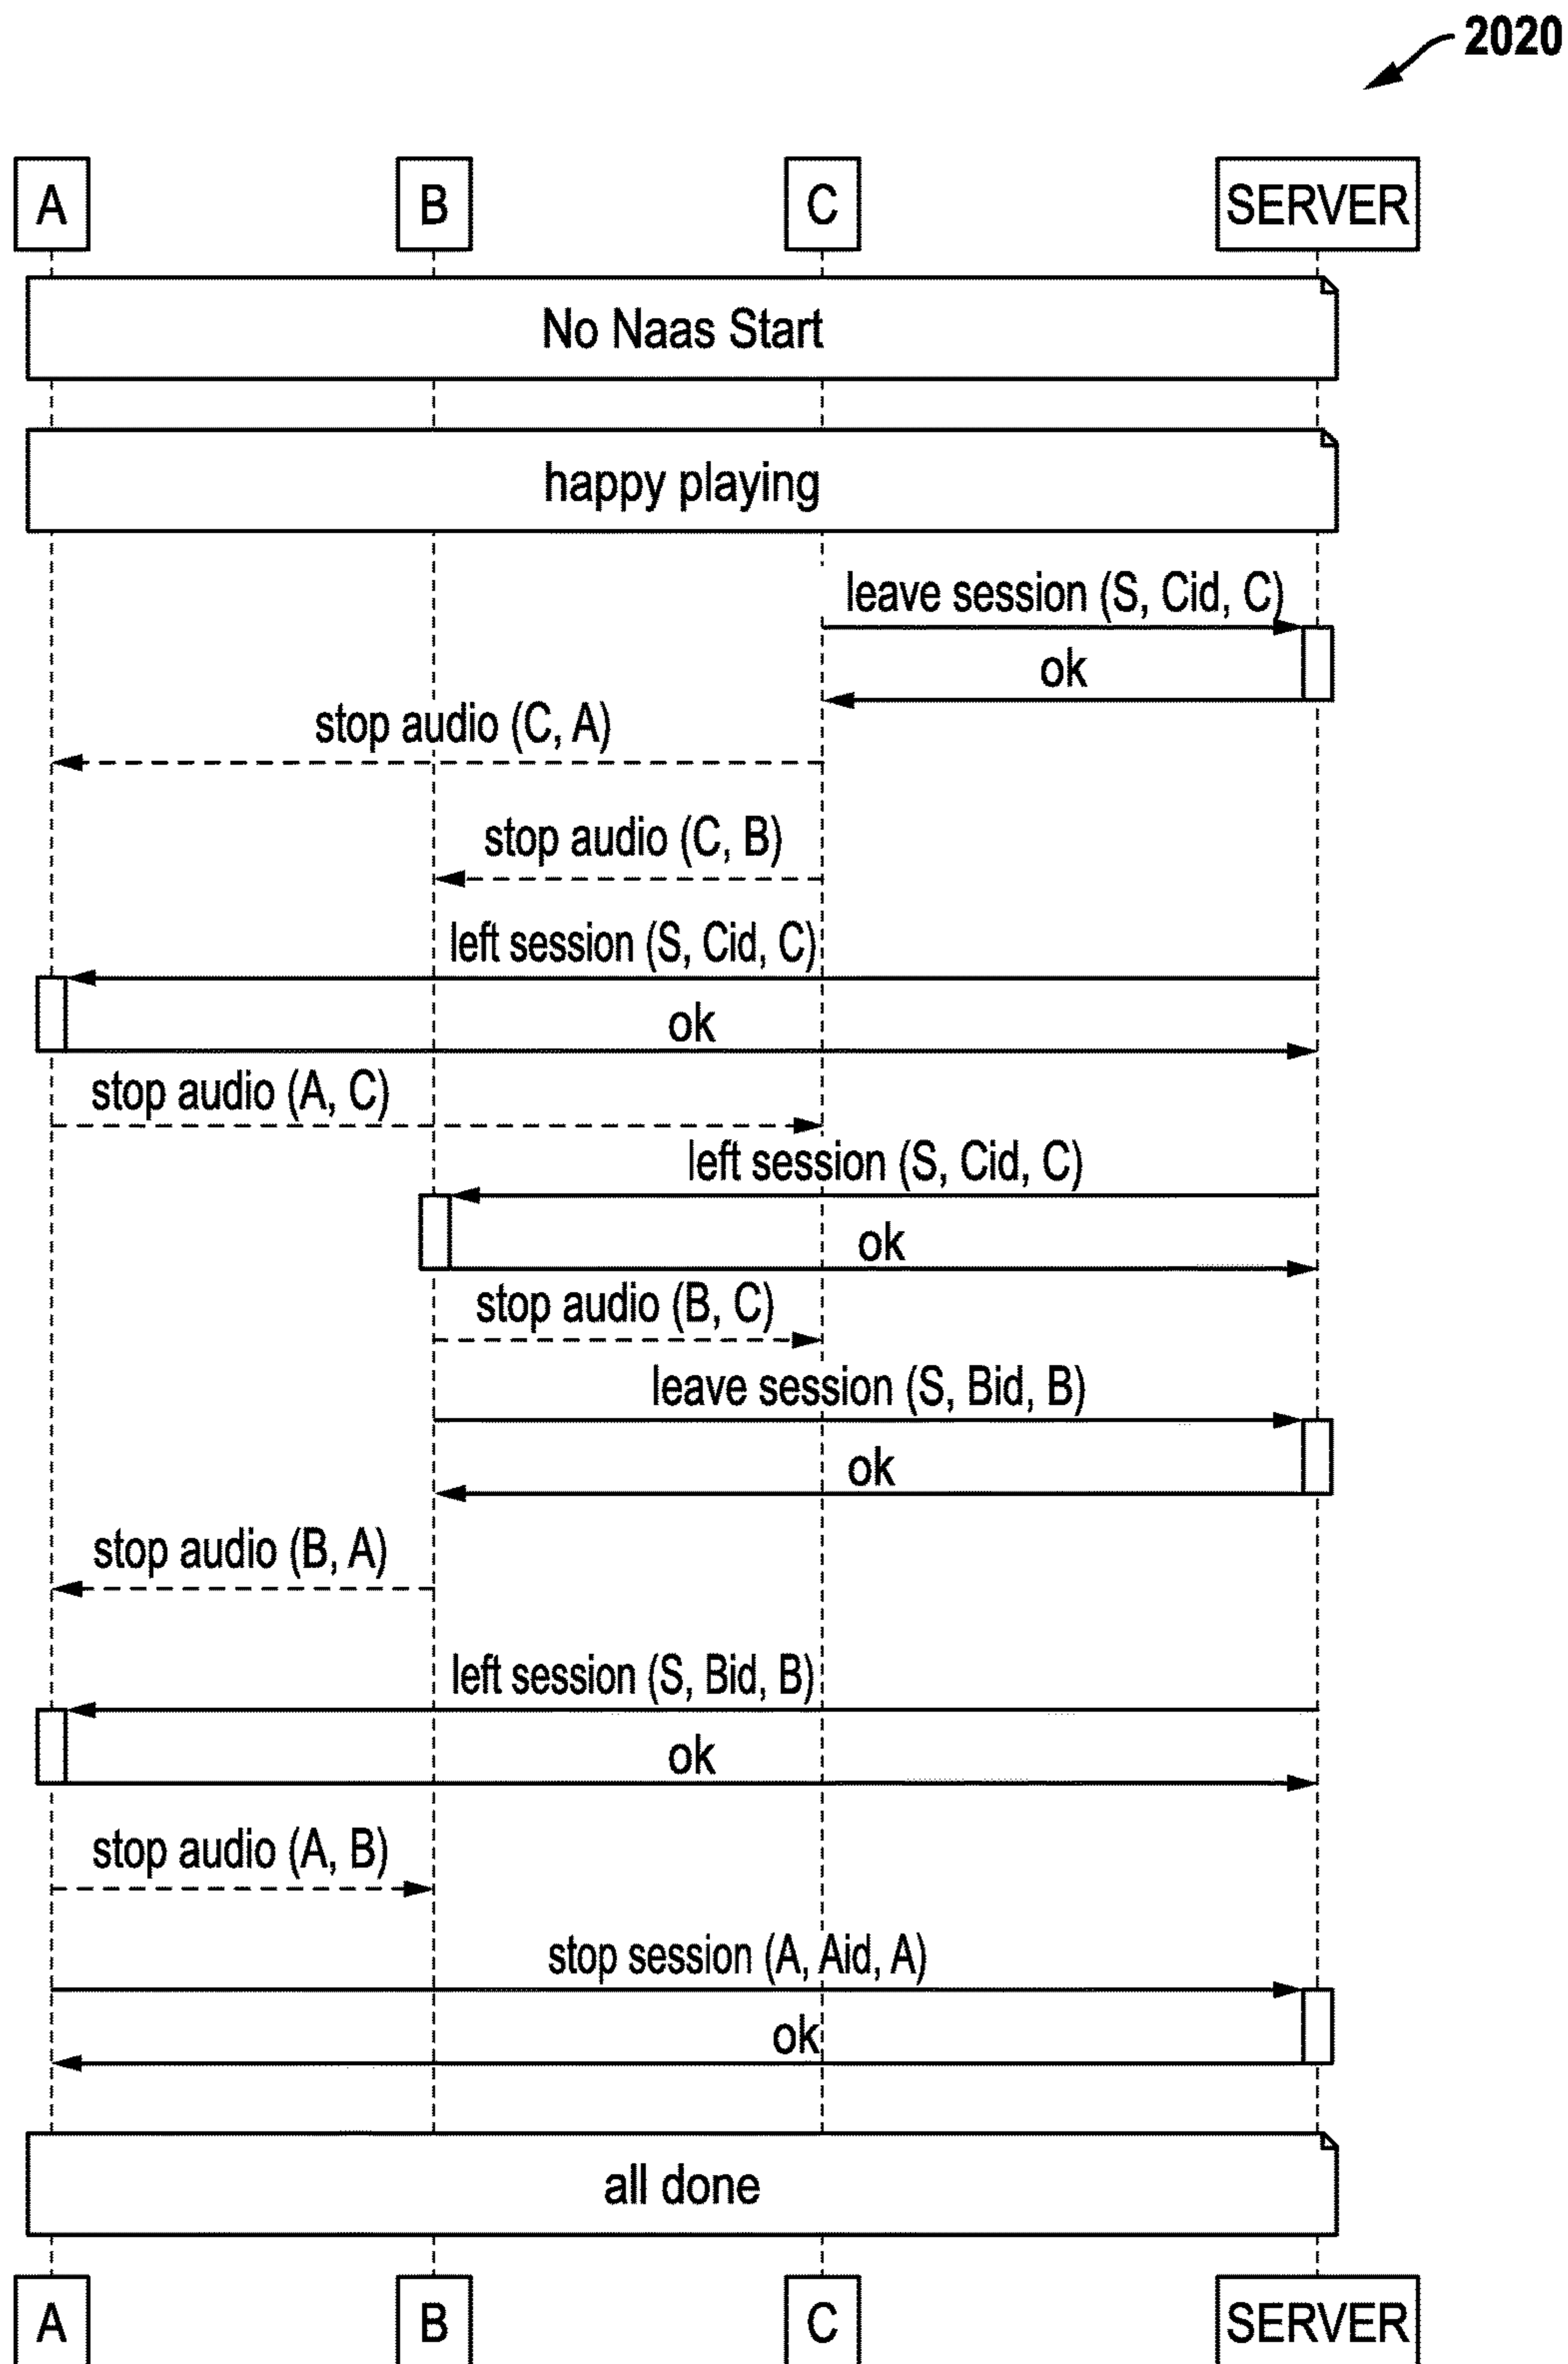 2020
A
B
C
SERVER
No Naas Start
happy playing
leave session (S, Cid, C)
ok
stop audio (C, A)
stop audio (C, B)
left session (S, Cid, C)
ok
stop audio (A, C)
left session (S, Cid, C)
ok
stop audio (B, C)
leave session (S, Bid, B)
ok
stop audio (B, A)
left session (S, Bid, B)
ok
stop audio (A, B)
stop session (A, Aid, A)
ok
all done
A
B
C
SERVER